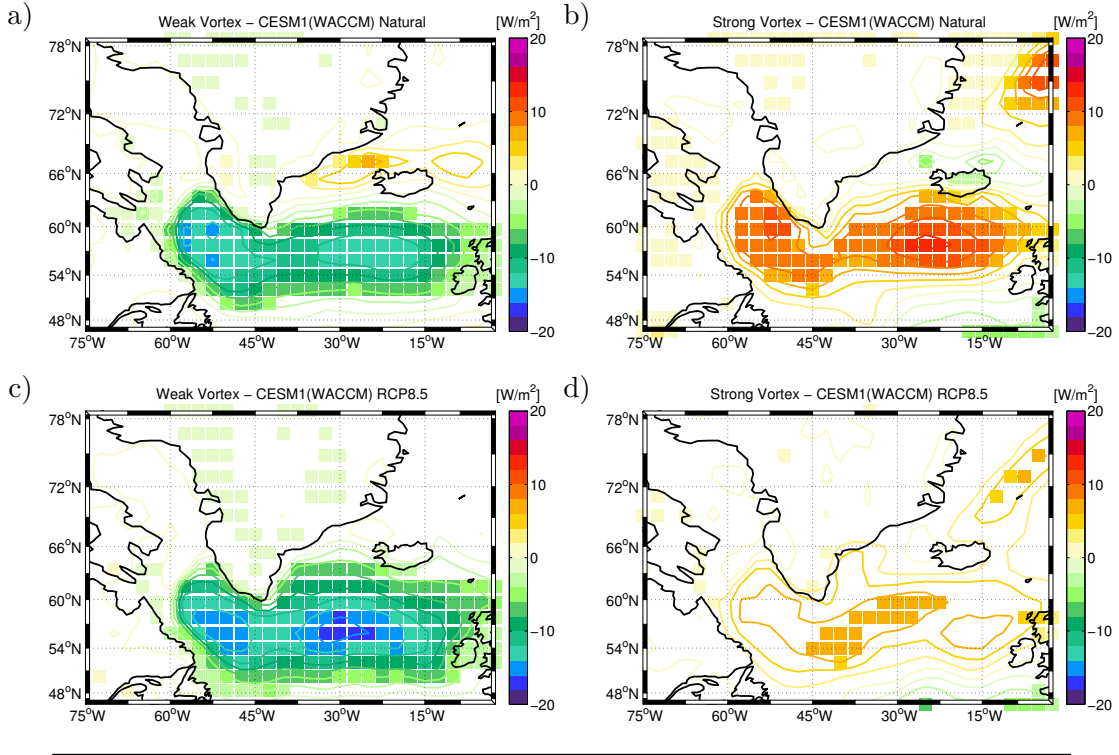 a)
Weak Vortex − CESM1(WACCM) Natural
[W/m²]
78°N
72°N
66°N
60°N
54°N
48°N
75°W
60°W
45°W
30°W
15°W
20
10
0
−10
−20
b)
Strong Vortex − CESM1(WACCM) Natural
[W/m²]
78°N
72°N
66°N
60°N
54°N
48°N
75°W
60°W
45°W
30°W
15°W
20
10
0
−10
−20
c)
Weak Vortex − CESM1(WACCM) RCP8.5
[W/m²]
78°N
72°N
66°N
60°N
54°N
48°N
75°W
60°W
45°W
30°W
15°W
20
10
0
−10
−20
d)
Strong Vortex − CESM1(WACCM) RCP8.5
[W/m²]
78°N
72°N
66°N
60°N
54°N
48°N
75°W
60°W
45°W
30°W
15°W
20
10
0
−10
−20